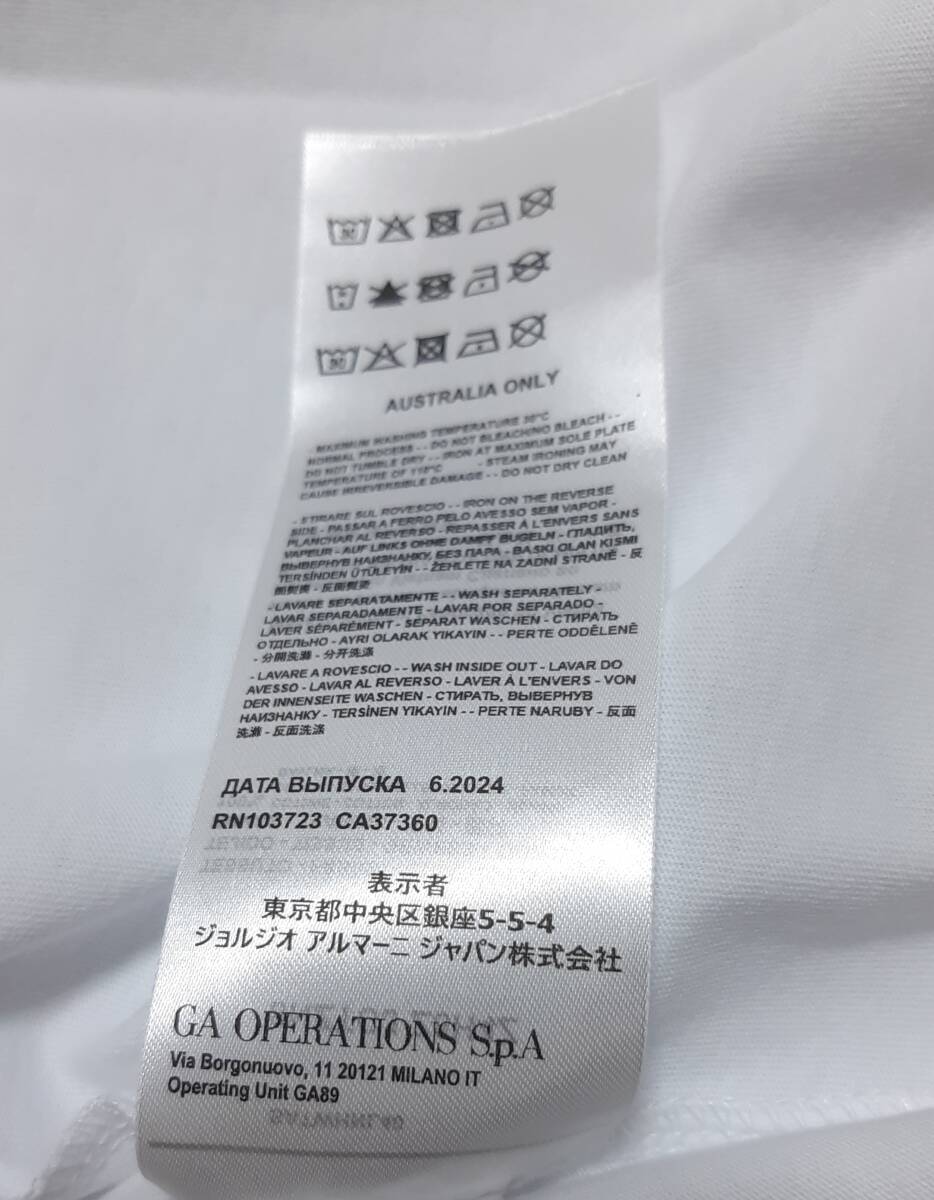 AUSTRALIA ONLY
- MAXIMUM WASHING TEMPERATURE 30°C
NORMAL PROCESS - - DO NOT BLEACHING BLEACH - -
DO NOT TUMBLE DRY - - IRON AT MAXIMUM SOLE PLATE
TEMPERATURE OF 110°C - STEAM IRONING MAY
CAUSE IRREVERSIBLE DAMAGE - - DO NOT DRY CLEAN
- STIRARE SUL ROVESCIO - - IRON ON THE REVERSE
SIDE - PASSAR A FERRO PELO AVESSO SEM VAPOR -
PLANCHAR AL REVERSO - REPASSER À L'ENVERS SANS
VAPEUR - AUF LINKS OHNE DAMPF BUGELN - ГЛАДИТЬ,
ВЫВЕРНУВ НАИЗНАНКУ, БЕЗ ПАРА - BASKI OLAN KISMI
TERSİNDEN ÜTÜLEYİN - - ŽEHLETE NA ZADNÍ STRANĚ - 反
面熨燙 - 反面熨烫
- LAVARE SEPARATAMENTE - - WASH SEPARATELY -
LAVAR SEPARADAMENTE - LAVAR POR SEPARADO -
LAVER SÉPARÉMENT - SEPARAT WASCHEN - СТИРАТЬ
ОТДЕЛЬНО - AYRI OLARAK YIKAYIN - - PERTE ODDĚLENĚ
- 分開洗滌 - 分开洗涤
- LAVARE A ROVESCIO - - WASH INSIDE OUT - LAVAR DO
AVESSO - LAVAR AL REVERSO - LAVER À L'ENVERS - VON
DER INNENSEITE WASCHEN - СТИРАТЬ, ВЫВЕРНУВ
НАИЗНАНКУ - TERSİNEN YIKAYIN - - PERTE NARUBY - 反面
洗滌 - 反面洗涤
ДАТА ВЫПУСКА 6.2024
RN103723 CA37360
表示者
東京都中央区銀座5-5-4
ジョルジオ アルマーニ ジャパン株式会社
GA OPERATIONS S.p.A
Via Borgonuovo, 11 20121 MILANO IT
Operating Unit GA89